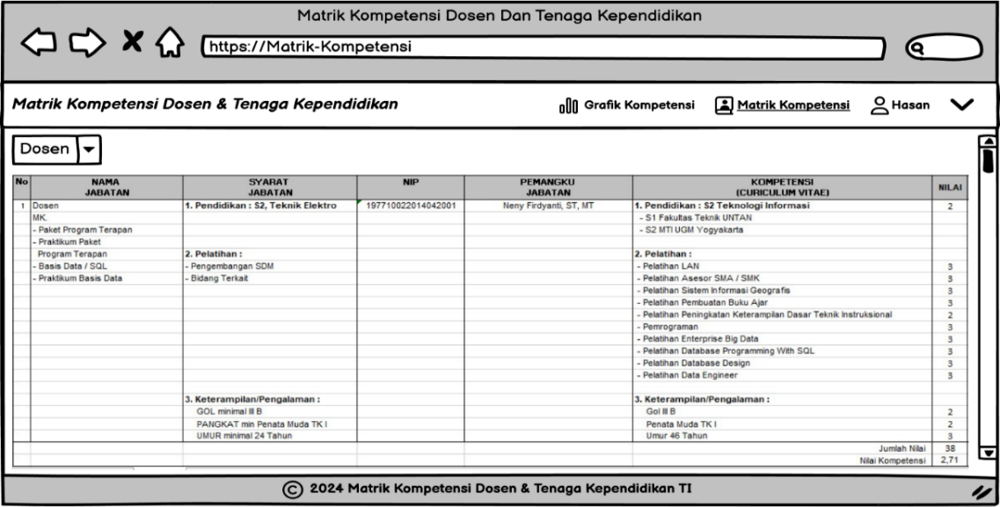 Matrik Kompetensi Dosen Dan Tenaga Kependidikan
https://Matrik-Kompetensi
Matrik Kompetensi Dosen & Tenaga Kependidikan Grafik Kompetensi Matrik Kompetensi Hasan
Dosen
No NAMA JABATAN SYARAT JABATAN NIP PEMANGKU JABATAN KOMPETENSI (CURICULUM VITAE) NILAI
1 Dosen 1. Pendidikan : S2, Teknik Elektro 197710022014042001 Neny Firdyanti, ST, MT 1. Pendidikan : S2 Teknologi Informasi 2
MK. - S1 Fakultas Teknik UNTAN
- Paket Program Terapan - S2 MTI UGM Yogyakarta
- Praktikum Paket
Program Terapan 2. Pelatihan : 2. Pelatihan :
- Basis Data / SQL - Pengembangan SDM - Pelatihan LAN 3
- Praktikum Basis Data - Bidang Terkait - Pelatihan Asesor SMA / SMK 3
- Pelatihan Sistem Informasi Geografis 3
- Pelatihan Pembuatan Buku Ajar 3
- Pelatihan Peningkatan Keterampilan Dasar Teknik Instruksional 2
- Pemrograman 3
- Pelatihan Enterprise Big Data 3
- Pelatihan Database Programming With SQL 3
- Pelatihan Database Design 3
- Pelatihan Data Engineer 3
3. Keterampilan/Pengalaman : 3. Keterampilan/Pengalaman :
GOL minimal III B Gol III B 2
PANGKAT min Penata Muda TK I Penata Muda TK I 2
UMUR minimal 24 Tahun Umur 46 Tahun 3
Jumlah Nilai 38
Nilai Kompetensi 2,71
© 2024 Matrik Kompetensi Dosen & Tenaga Kependidikan TI